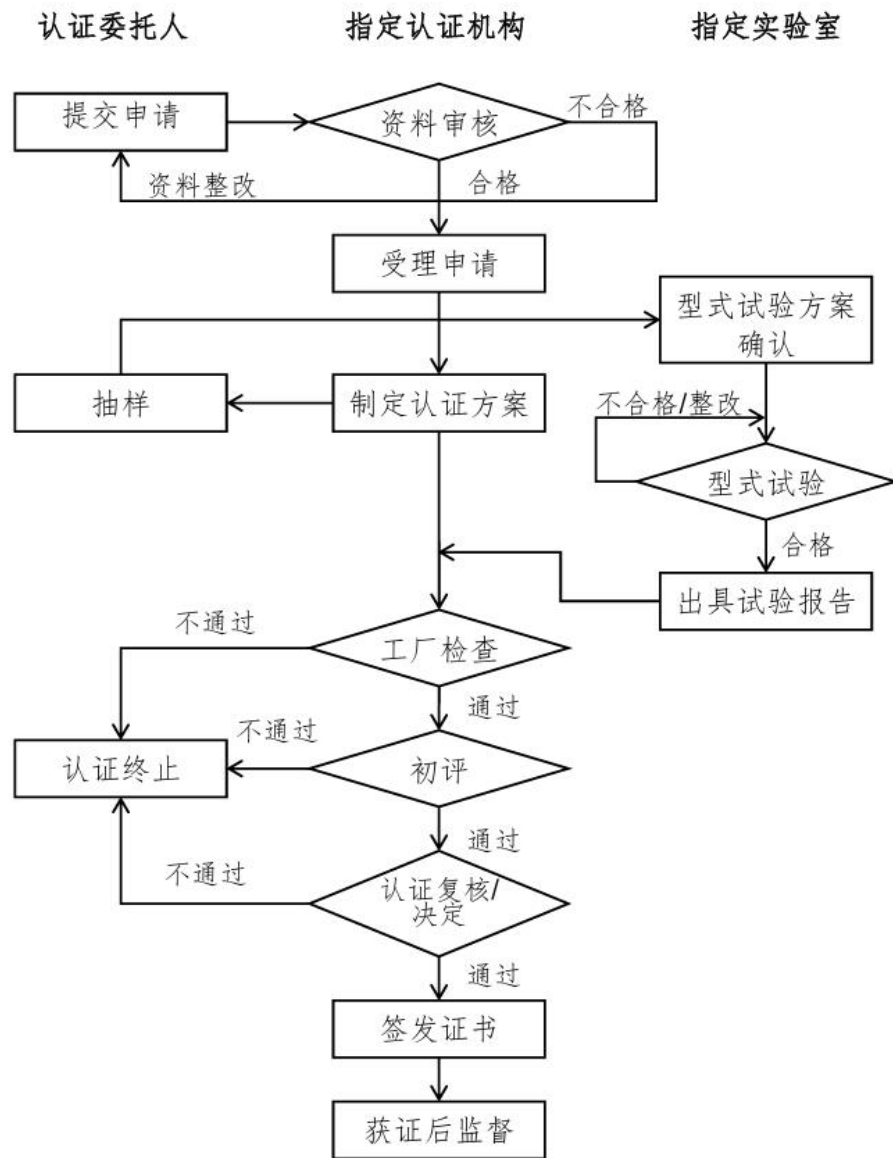 认证委托人 指定认证机构 指定实验室
提交申请
资料审核
不合格
资料整改
合格
受理申请
型式试验方案
确认
抽样
制定认证方案
不合格/整改
型式试验
合格
出具试验报告
不通过
工厂检查
通过
不通过
认证终止
初评
通过
不通过
认证复核/
决定
通过
签发证书
获证后监督